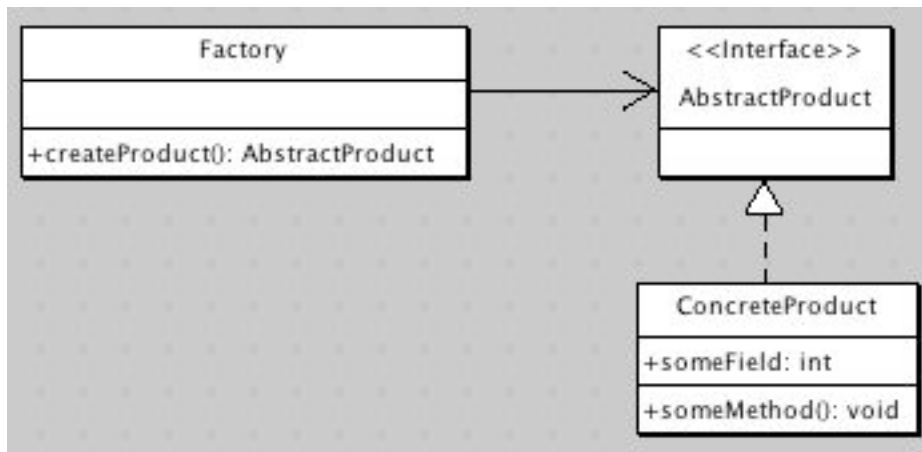 Factory
+createProduct(): AbstractProduct
<<Interface>>
AbstractProduct
ConcreteProduct
+someField: int
+someMethod(): void